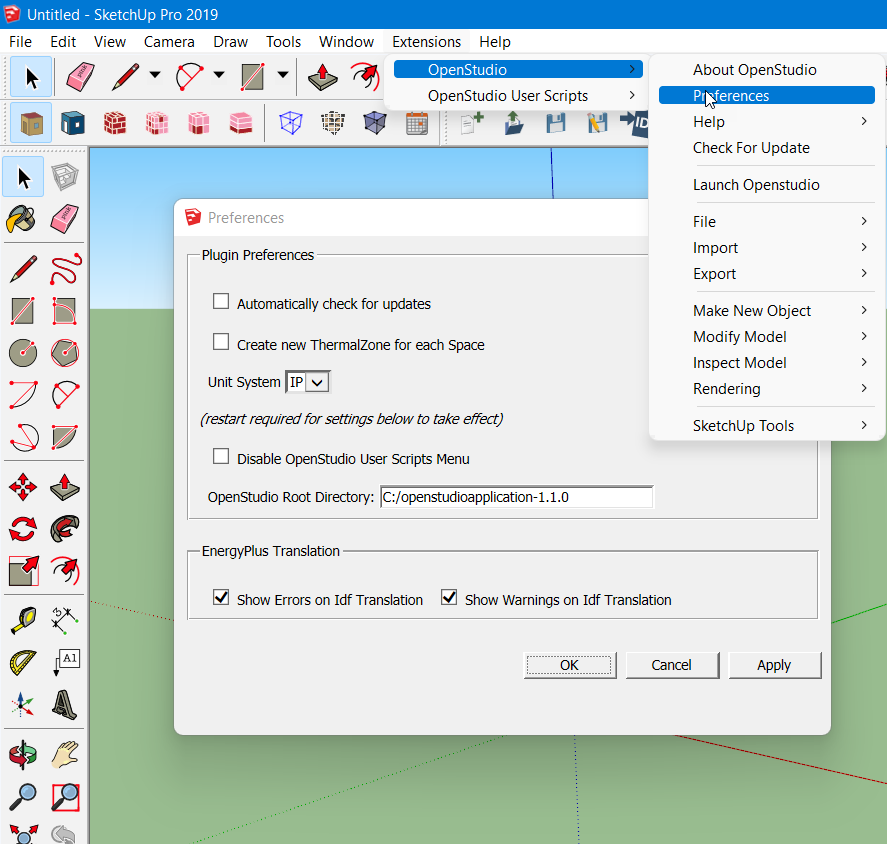 Untitled - SketchUp Pro 2019
File Edit View Camera Draw Tools Window Extensions Help
OpenStudio
OpenStudio User Scripts
About OpenStudio
Preferences
Help
Check For Update
Launch Openstudio
File
Import
Export
Make New Object
Modify Model
Inspect Model
Rendering
SketchUp Tools
ID
Preferences
Plugin Preferences
Automatically check for updates
Create new ThermalZone for each Space
Unit System IP
(restart required for settings below to take effect)
Disable OpenStudio User Scripts Menu
OpenStudio Root Directory: C:/openstudioapplication-1.1.0
EnergyPlus Translation
Show Errors on Idf Translation Show Warnings on Idf Translation
OK Cancel Apply
A1